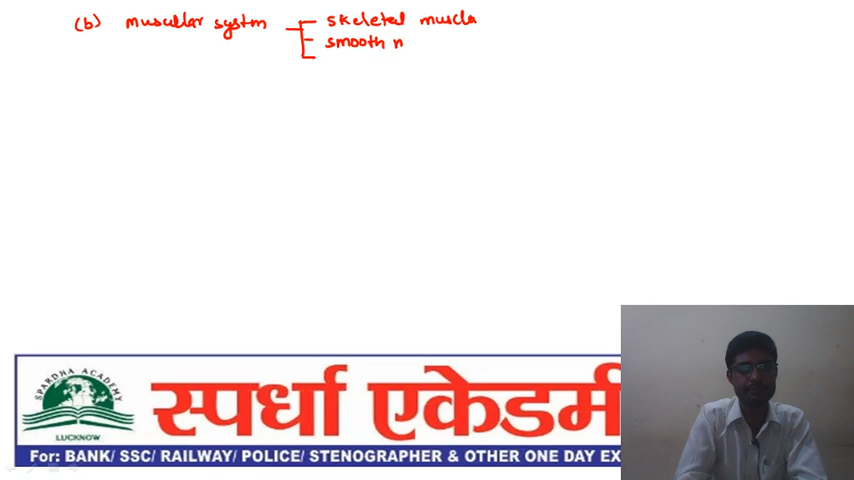 (b) muscular systm
skeletal muscle
smooth m
SPARDHA ACADEMY
LUCKNOW
स्पर्धा एकेडमी
For: BANK/ SSC/ RAILWAY/ POLICE/ STENOGRAPHER & OTHER ONE DAY EX